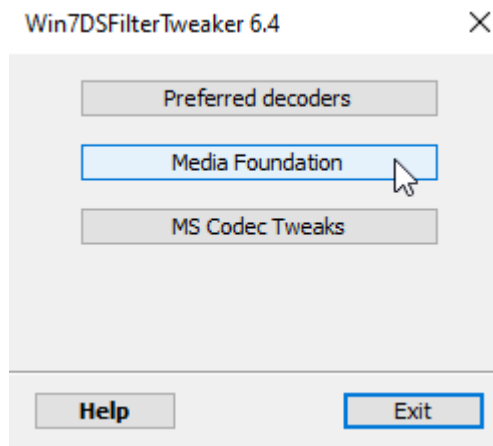 Win7DSFilterTweaker 6.4
Preferred decoders
Media Foundation
MS Codec Tweaks
Help
Exit